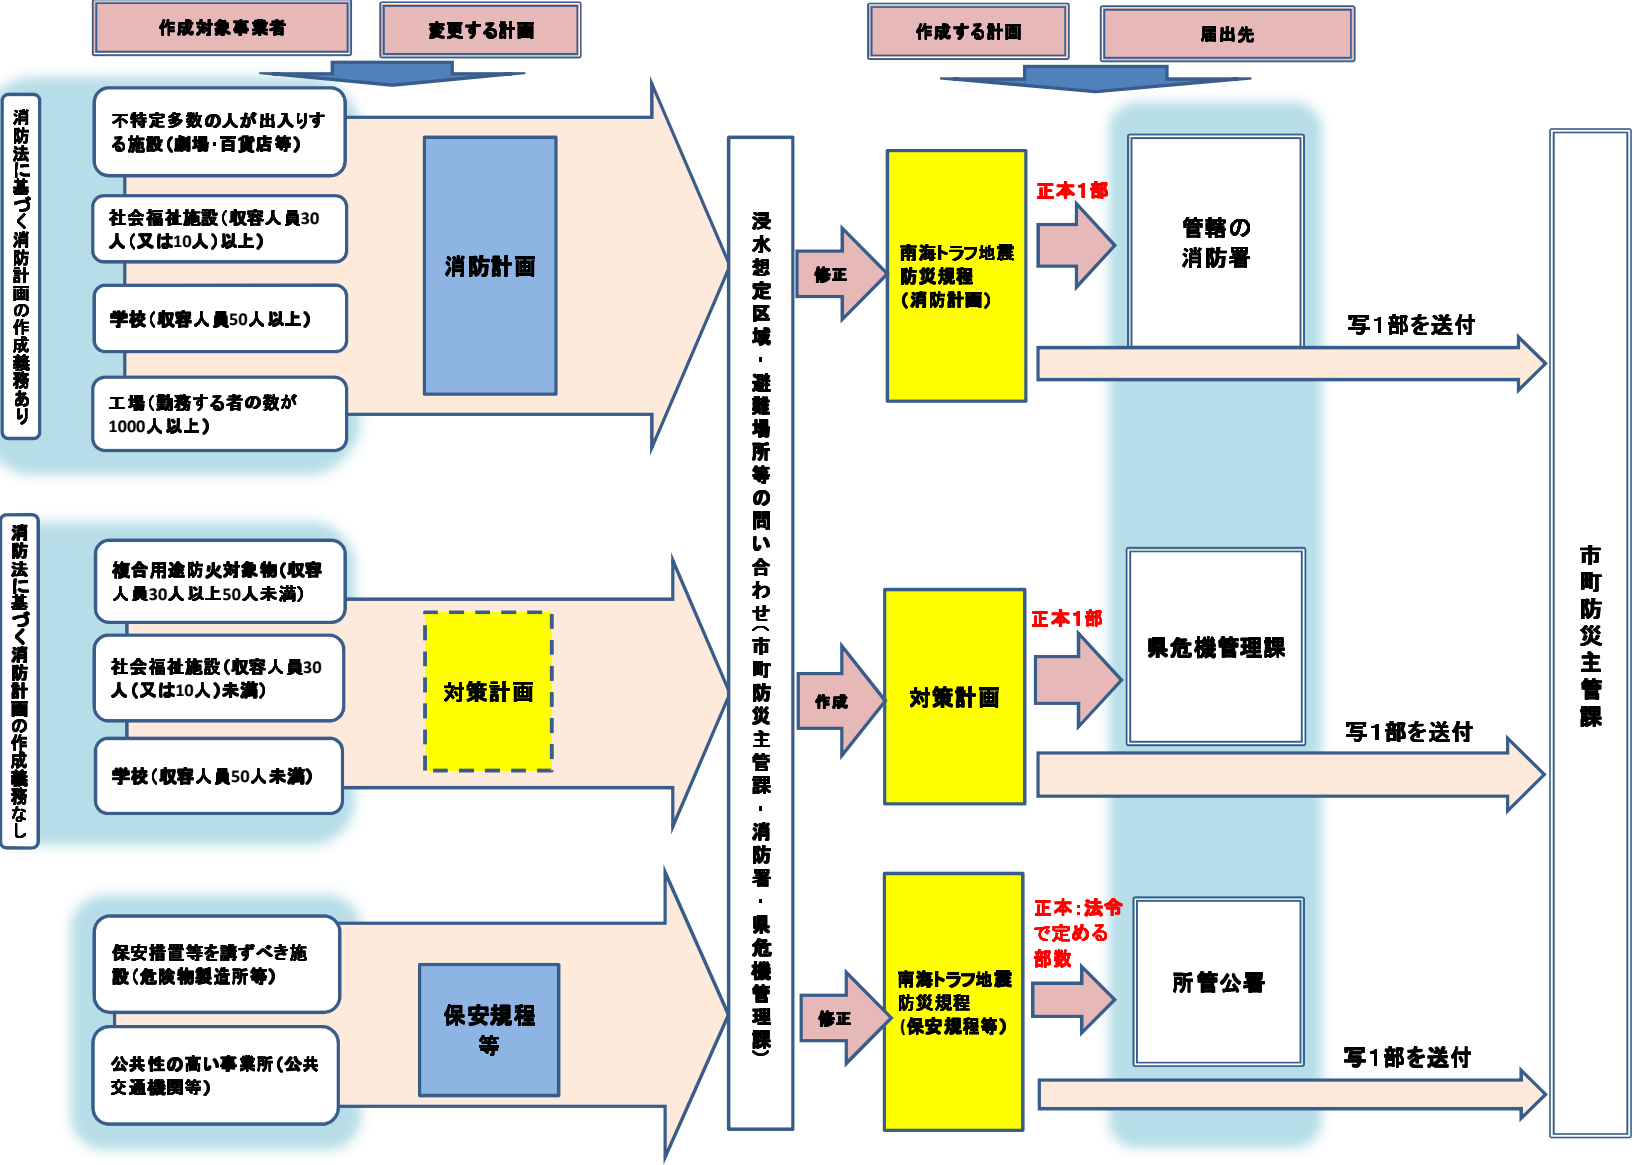 作成対象事業者
変更する計画
作成する計画
届出先
消防法に基づく消防計画の作成義務あり
不特定多数の人が出入りす
る施設（劇場・百貨店等）
社会福祉施設（収容人員30
人（又は10人）以上）
学校（収容人員50人以上）
工場（勤務する者の数が
1000人以上）
消防計画
消防法に基づく消防計画の作成義務なし
複合用途防火対象物（収容
人員30人以上50人未満）
社会福祉施設（収容人員30
人（又は10人）未満）
学校（収容人員50人未満）
対策計画
保安措置等を講ずべき施
設（危険物製造所等）
公共性の高い事業所（公共
交通機関等）
保安規程
等
浸水想定区域・避難場所等の問い合わせ（市町防災主管課・消防署・県危機管理課）
修正
南海トラフ地震
防災規程
（消防計画）
正本１部
管轄の
消防署
写１部を送付
作成
対策計画
正本１部
県危機管理課
写１部を送付
修正
南海トラフ地震
防災規程
（保安規程等）
正本：法令
で定める
部数
所管公署
写１部を送付
市町防災主管課